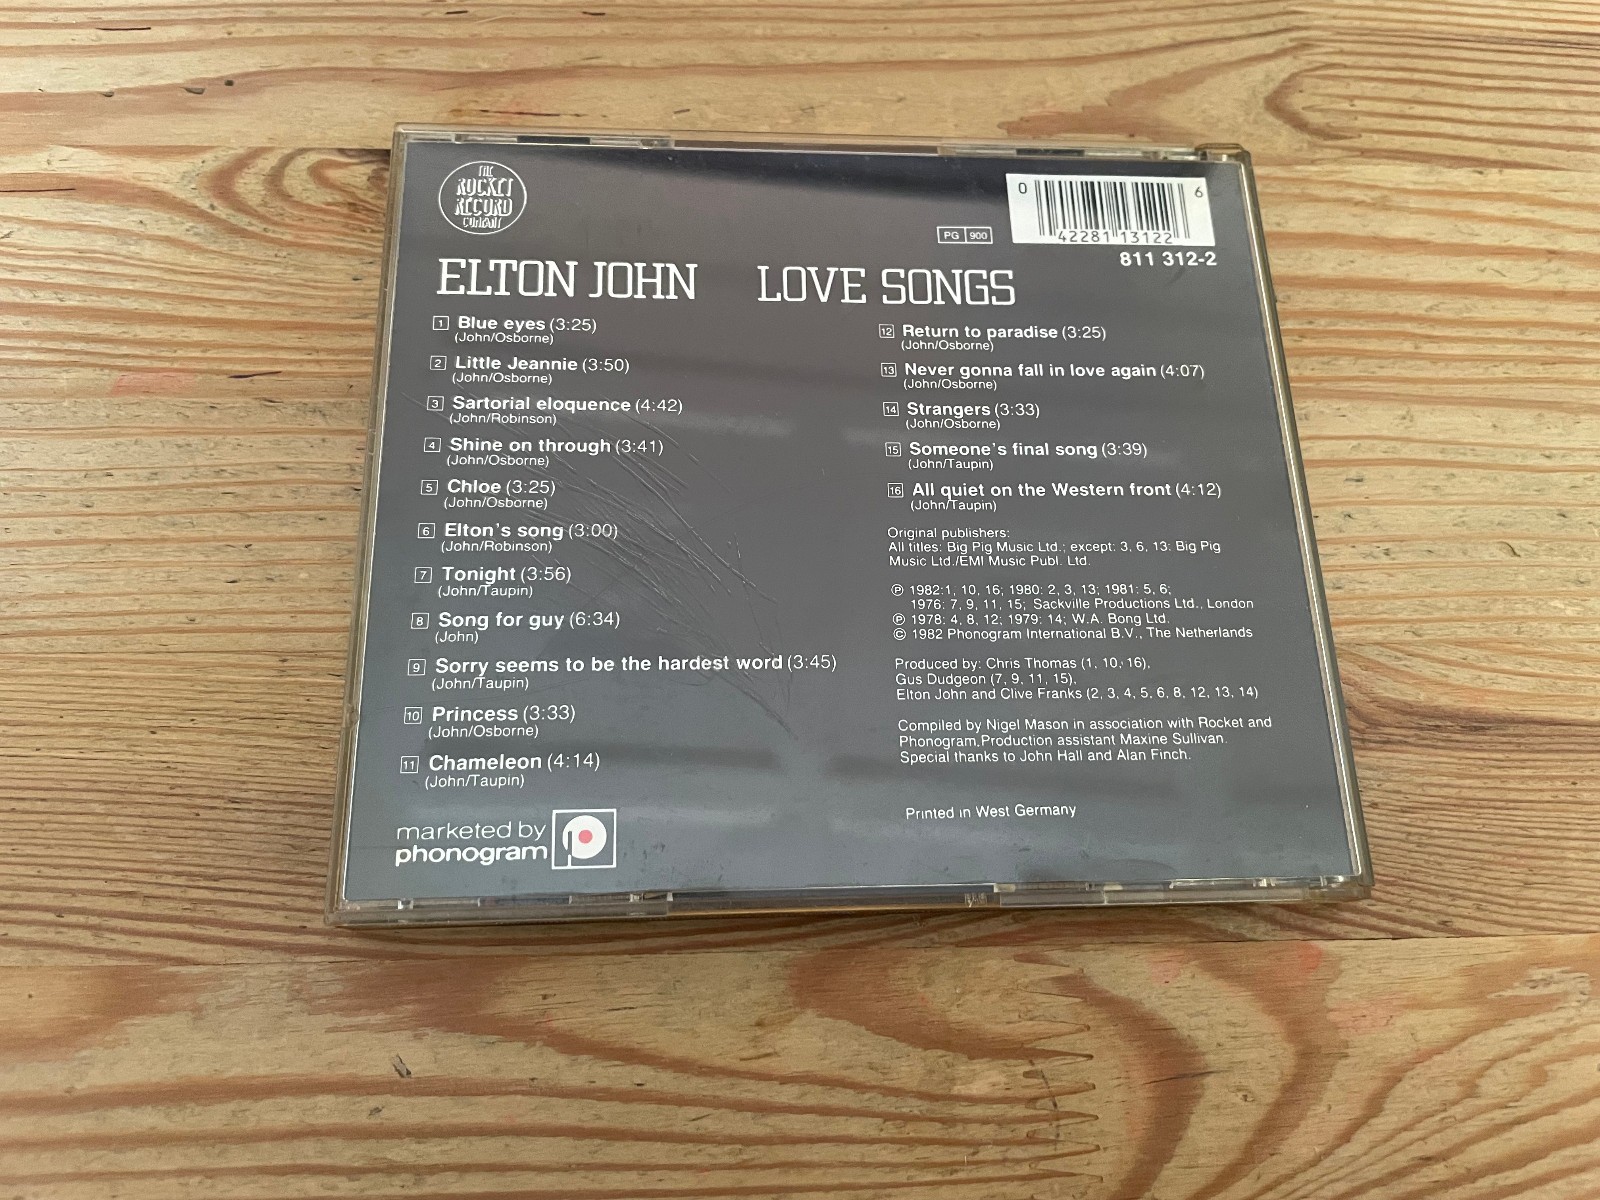 THE
ROCKET
RECORD
COMPANY
0 42281 13122 6
PG 900
811 312-2
ELTON JOHN LOVE SONGS
1 Blue eyes (3:25)
(John/Osborne)
2 Little Jeannie (3:50)
(John/Osborne)
3 Sartorial eloquence (4:42)
(John/Robinson)
4 Shine on through (3:41)
(John/Osborne)
5 Chloe (3:25)
(John/Osborne)
6 Elton's song (3:00)
(John/Robinson)
7 Tonight (3:56)
(John/Taupin)
8 Song for guy (6:34)
(John)
9 Sorry seems to be the hardest word (3:45)
(John/Taupin)
10 Princess (3:33)
(John/Osborne)
11 Chameleon (4:14)
(John/Taupin)
marketed by
phonogram
12 Return to paradise (3:25)
(John/Osborne)
13 Never gonna fall in love again (4:07)
(John/Osborne)
14 Strangers (3:33)
(John/Osborne)
15 Someone's final song (3:39)
(John/Taupin)
16 All quiet on the Western front (4:12)
(John/Taupin)
Original publishers:
All titles: Big Pig Music Ltd.; except: 3, 6, 13: Big Pig
Music Ltd./EMI Music Publ. Ltd.
℗ 1982:1, 10, 16; 1980: 2, 3, 13; 1981: 5, 6;
1976: 7, 9, 11, 15; Sackville Productions Ltd., London
℗ 1978: 4, 8, 12; 1979: 14; W.A. Bong Ltd.
© 1982 Phonogram International B.V., The Netherlands
Produced by: Chris Thomas (1, 10, 16),
Gus Dudgeon (7, 9, 11, 15),
Elton John and Clive Franks (2, 3, 4, 5, 6, 8, 12, 13, 14)
Compiled by Nigel Mason in association with Rocket and
Phonogram.Production assistant Maxine Sullivan.
Special thanks to John Hall and Alan Finch.
Printed in West Germany